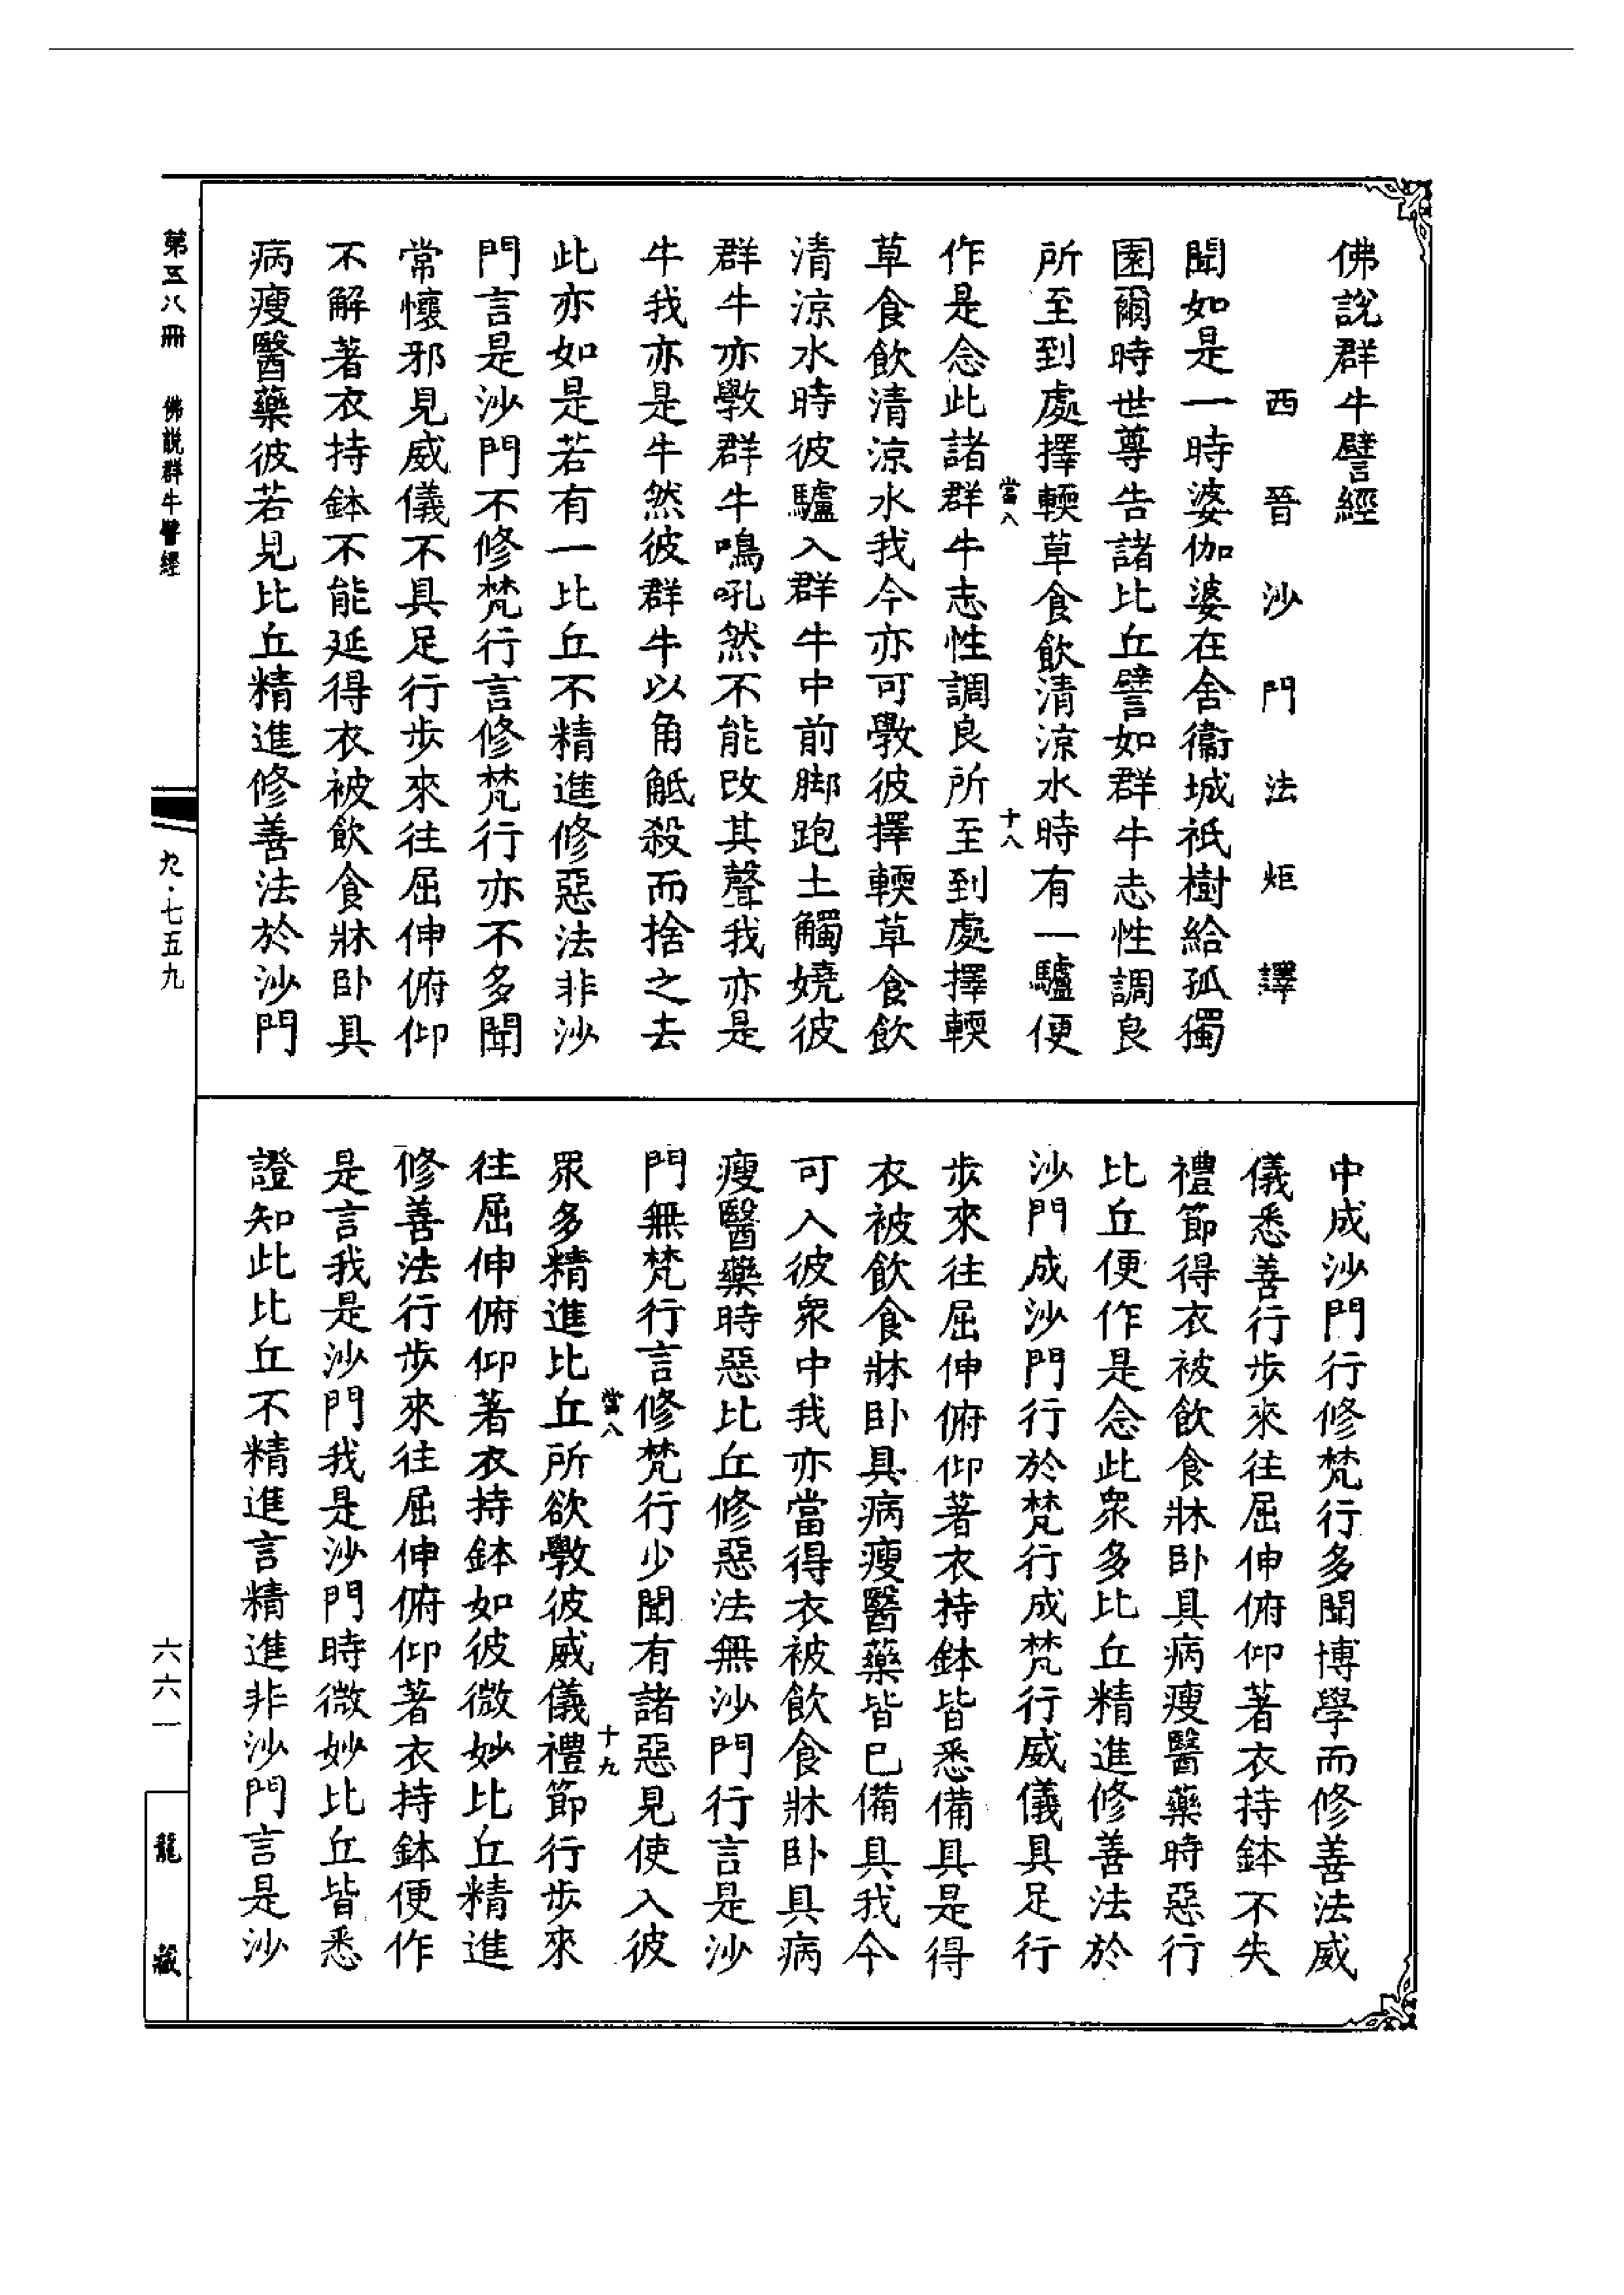 佛說群牛譬經
西晉沙門法炬譯
聞如是一時婆伽婆在舍衞城祇樹給孤獨
園爾時世尊告諸比丘譬如群牛志性調良
所至到處擇輭草食飲清涼水時有一驢便
當八
十八
作是念此諸群牛志性調良所至到處擇輭
草食飲清涼水我今亦可斆彼擇輭草食飲
清涼水時彼驢入群牛中前脚跑土觸嬈彼
群牛亦斆群牛鳴吼然不能改其聲我亦是
牛我亦是牛然彼群牛以角觝殺而捨之去
此亦如是若有一比丘不精進修惡法非沙
門言是沙門不修梵行言修梵行亦不多聞
常懷邪見威儀不具足行步來往屈伸俯仰
不解著衣持鉢不能延得衣被飲食牀卧具
病瘦醫藥彼若見比丘精進修善法於沙門
中成沙門行修梵行多聞博學而修善法威
儀悉善行步來往屈伸俯仰著衣持鉢不失
禮節得衣被飲食牀卧具病瘦醫藥時惡行
比丘便作是念此眾多比丘精進修善法於
沙門成沙門行於梵行成梵行威儀具足行
步來往屈伸俯仰著衣持鉢皆悉備具是得
衣被飲食牀卧具病瘦醫藥皆已備具我今
可入彼眾中我亦當得衣被飲食牀卧具病
瘦醫藥時惡比丘修惡法無沙門行言是沙
門無梵行言修梵行少聞有諸惡見使入彼
當八
十九
眾多精進比丘所欲斆彼威儀禮節行步來
往屈伸俯仰著衣持鉢如彼微妙比丘精進
修善法行步來往屈伸俯仰著衣持鉢便作
是言我是沙門我是沙門時微妙比丘皆悉
證知此比丘不精進言精進非沙門言是沙
第五八冊
佛説群牛譬經
九·七五九
六六一
龍藏